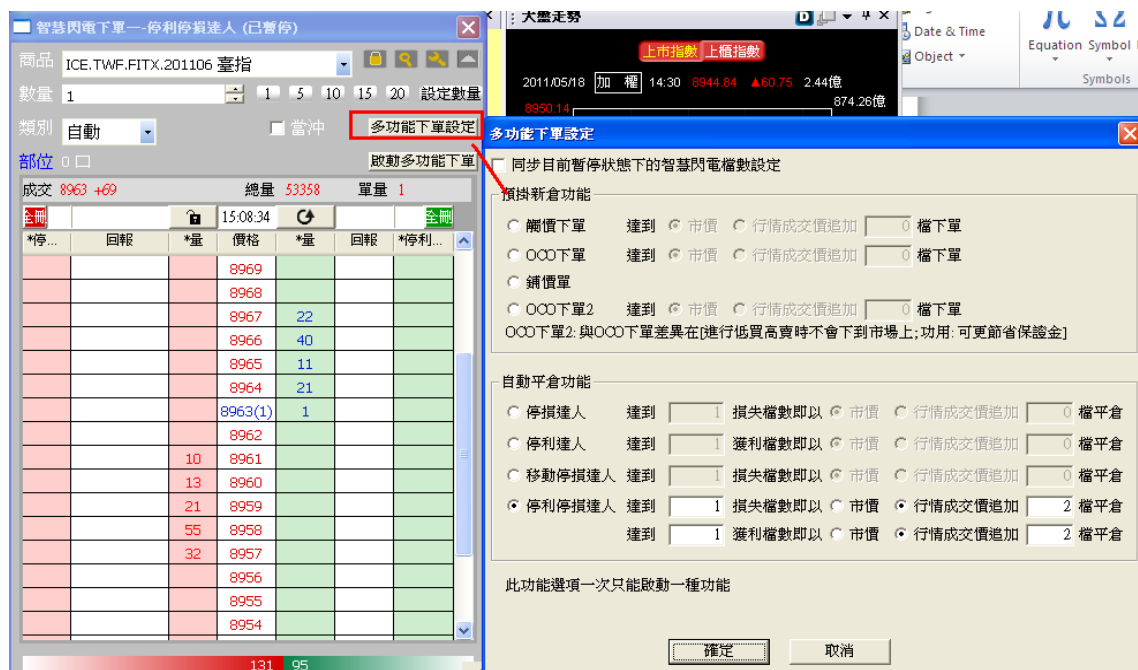 智慧閃電下單一-停利停損達人 (已暫停)
商品 ICE.TWF.FITX.201106 臺指
數量 1 1 5 10 15 20 設定數量
類別 自動 當沖 多功能下單設定
部位 0 口 啟動多功能下單
成交 8963 +69 總量 53358 單量 1
全刪 15:08:34 全刪
*停... 回報 *量 價格 *量 回報 *停利...
8969
8968
8967 22
8966 40
8965 11
8964 21
8963(1) 1
8962
10 8961
13 8960
21 8959
55 8958
32 8957
8956
8955
8954
131 95
大盤走勢
上市指數 上櫃指數
2011/05/18 加 權 14:30 8944.84 ▲60.75 2.44億
8950.14 874.26億
Date & Time
Object
Equation Symbol
Symbols
多功能下單設定
同步目前暫停狀態下的智慧閃電檔數設定
預掛新倉功能
觸價下單 達到 市價 行情成交價追加 0 檔下單
OCO下單 達到 市價 行情成交價追加 0 檔下單
鋪價單
OCO下單2 達到 市價 行情成交價追加 0 檔下單
OCO下單2: 與OCO下單差異在[進行低買高賣時不會下到市場上;功用: 可更節省保證金]
自動平倉功能
停損達人 達到 1 損失檔數即以 市價 行情成交價追加 0 檔平倉
停利達人 達到 1 獲利檔數即以 市價 行情成交價追加 0 檔平倉
移動停損達人 達到 1 損失檔數即以 市價 行情成交價追加 0 檔平倉
停利停損達人 達到 1 損失檔數即以 市價 行情成交價追加 2 檔平倉
達到 1 獲利檔數即以 市價 行情成交價追加 2 檔平倉
此功能選項一次只能啟動一種功能
確定 取消